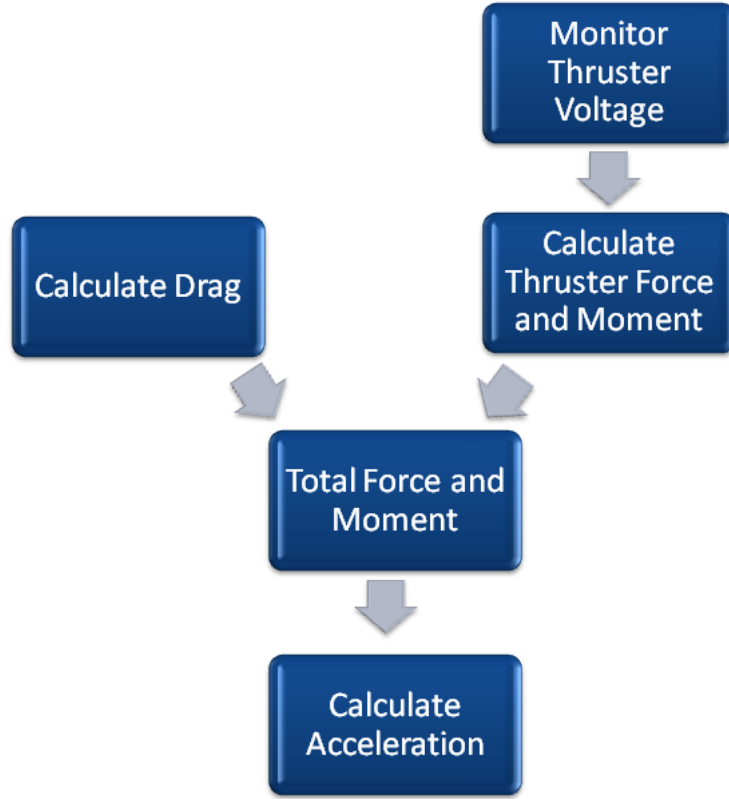 Monitor
Thruster
Voltage
Calculate Drag
Calculate
Thruster Force
and Moment
Total Force and
Moment
Calculate
Acceleration